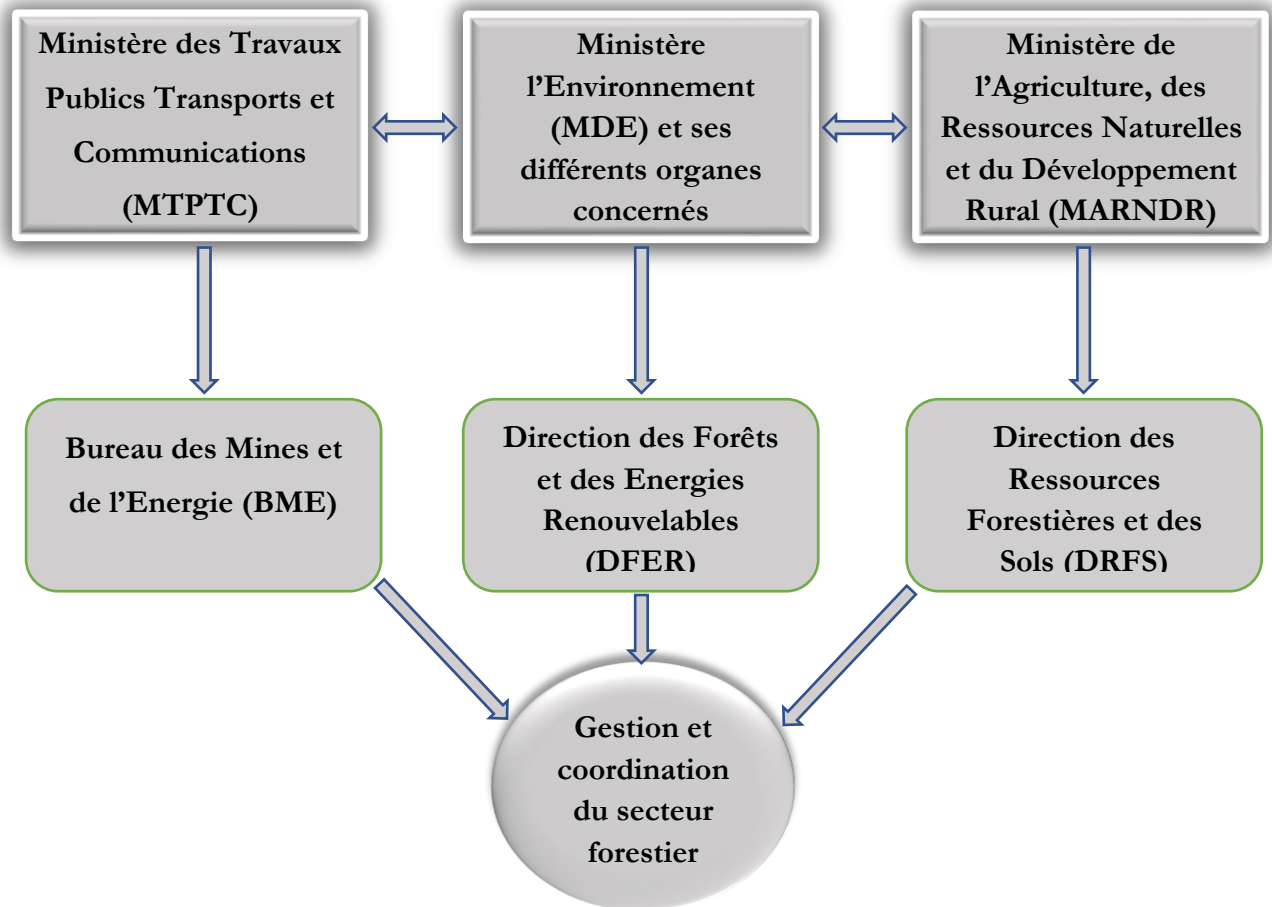 Ministère des Travaux
Publics Transports et
Communications
(MTPTC)
Ministère
l’Environnement
(MDE) et ses
différents organes
concernés
Ministère de
l’Agriculture, des
Ressources Naturelles
et du Développement
Rural (MARNDR)
Bureau des Mines et
de l’Energie (BME)
Direction des Forêts
et des Energies
Renouvelables
(DFER)
Direction des
Ressources
Forestières et des
Sols (DRFS)
Gestion et
coordination
du secteur
forestier